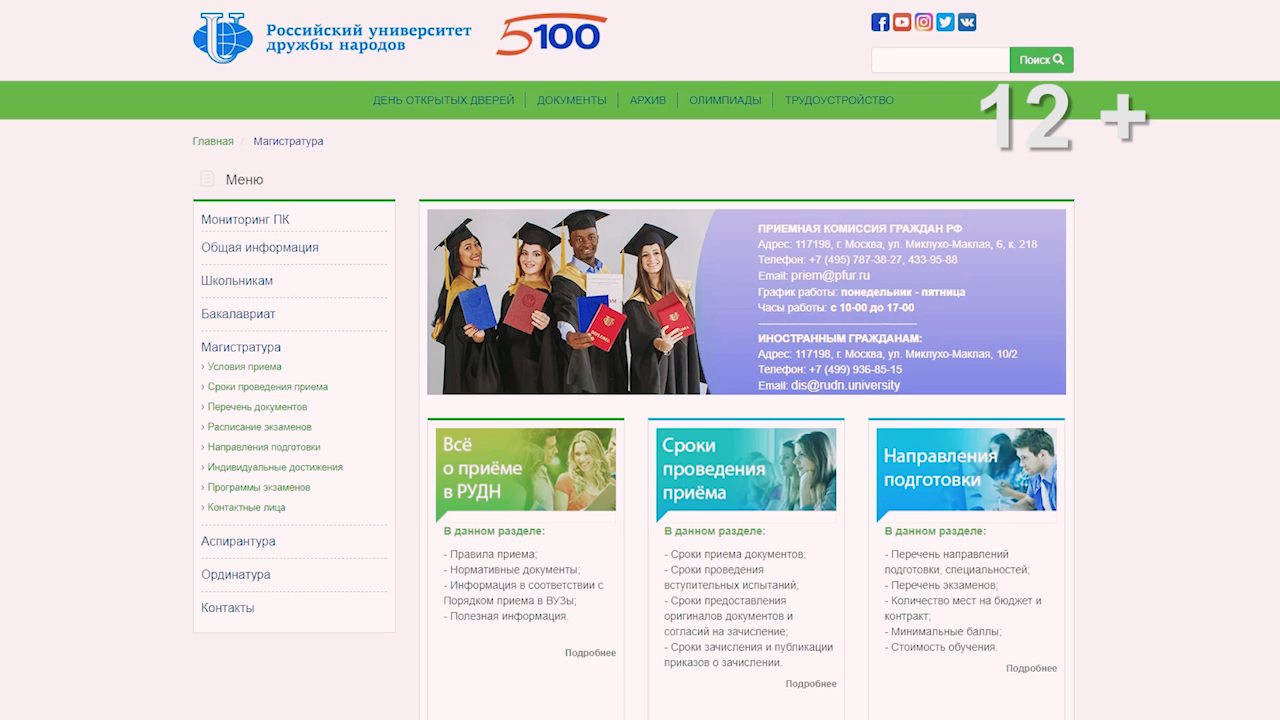 Российский университет
дружбы народов
5100
Поиск
ДЕНЬ ОТКРЫТЫХ ДВЕРЕЙ
ДОКУМЕНТЫ
АРХИВ
ОЛИМПИАДЫ
ТРУДОУСТРОЙСТВО
12 +
Главная / Магистратура
Меню
Мониторинг ПК
Общая информация
Школьникам
Бакалавриат
Магистратура
› Условия приема
› Сроки проведения приема
› Перечень документов
› Расписание экзаменов
› Направления подготовки
› Индивидуальные достижения
› Программы экзаменов
› Контактные лица
Аспирантура
Ординатура
Контакты
ПРИЕМНАЯ КОМИССИЯ ГРАЖДАН РФ
Адрес: 117198, г. Москва, ул. Миклухо-Маклая, 6, к. 218
Телефон: +7 (495) 787-38-27, 433-95-88
Email: priem@pfur.ru
График работы: понедельник - пятница
Часы работы: с 10-00 до 17-00
ИНОСТРАННЫМ ГРАЖДАНАМ:
Адрес: 117198, г. Москва, ул. Миклухо-Маклая, 10/2
Телефон: +7 (499) 936-85-15
Email: dis@rudn.university
Всё
о приёме
в РУДН
В данном разделе:
- Правила приема;
- Нормативные документы;
- Информация в соответствии с
Порядком приема в ВУЗы;
- Полезная информация.
Подробнее
Сроки
проведения
приёма
В данном разделе:
- Сроки приема документов;
- Сроки проведения
вступительных испытаний;
- Сроки предоставления
оригиналов документов и
согласий на зачисление;
- Сроки зачисления и публикации
приказов о зачислении.
Подробнее
Направления
подготовки
В данном разделе:
- Перечень направлений
подготовки, специальностей;
- Перечень экзаменов;
- Количество мест на бюджет и
контракт;
- Минимальные баллы;
- Стоимость обучения.
Подробнее